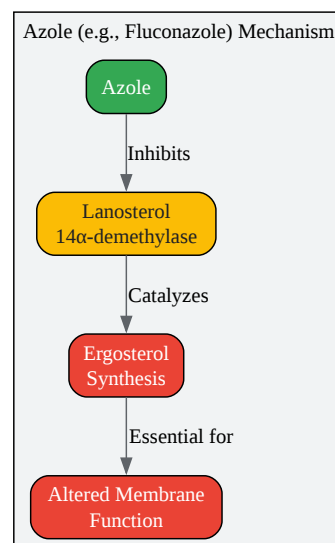 Azole (e.g., Fluconazole) Mechanism
Azole
Inhibits
Lanosterol
14α-demethylase
Catalyzes
Ergosterol
Synthesis
Essential for
Altered Membrane
Function